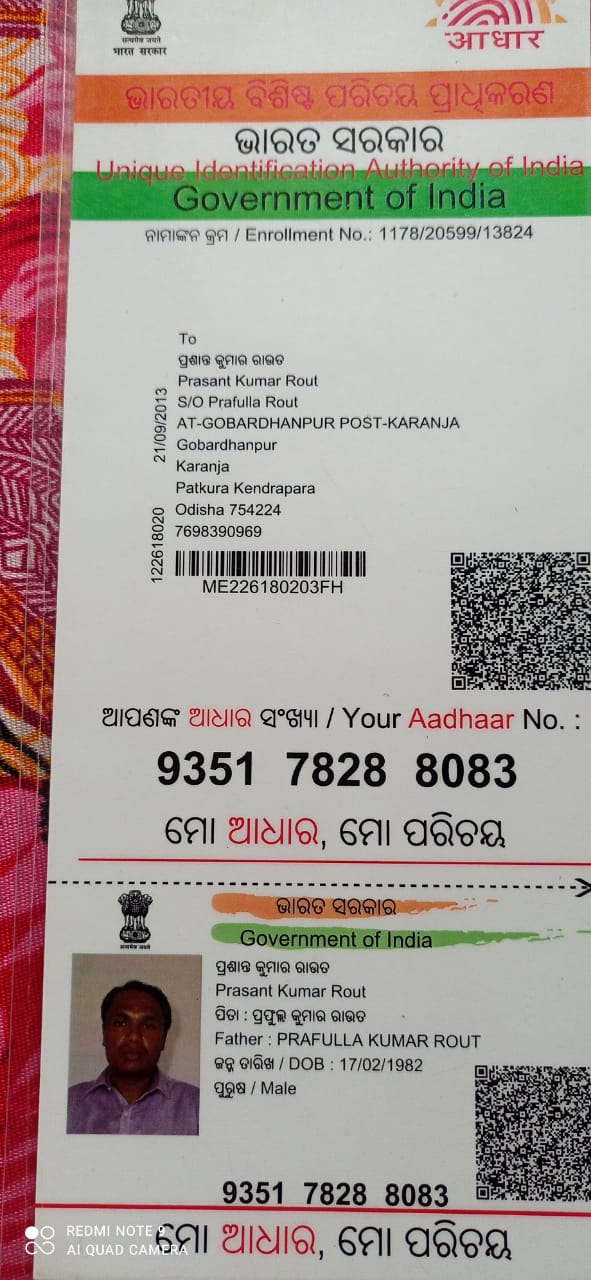 सत्यमेव जयते
भारत सरकार
आधार
ଭାରତୀୟ ବିଶିଷ୍ଟ ପରିଚୟ ପ୍ରାଧିକରଣ
ଭାରତ ସରକାର
Unique Identification Authority of India
Government of India
ନାମାଙ୍କନ କ୍ରମ / Enrollment No.: 1178/20599/13824
To
ପ୍ରଶାନ୍ତ କୁମାର ରାଉତ
Prasant Kumar Rout
S/O Prafulla Rout
AT-GOBARDHANPUR POST-KARANJA
Gobardhanpur
Karanja
Patkura Kendrapara
Odisha 754224
7698390969
21/09/2013
122618020
ME226180203FH
ଆପଣଙ୍କ ଆଧାର ସଂଖ୍ୟା / Your Aadhaar No. :
9351 7828 8083
ମୋ ଆଧାର, ମୋ ପରିଚୟ
सत्यमेव जयते
ଭାରତ ସରକାର
Government of India
ପ୍ରଶାନ୍ତ କୁମାର ରାଉତ
Prasant Kumar Rout
ପିତା : ପ୍ରଫୁଲ୍ଲ କୁମାର ରାଉତ
Father : PRAFULLA KUMAR ROUT
ଜନ୍ମ ତାରିଖ / DOB : 17/02/1982
ପୁରୁଷ / Male
9351 7828 8083
ମୋ ଆଧାର, ମୋ ପରିଚୟ
REDMI NOTE 9
AI QUAD CAMERA